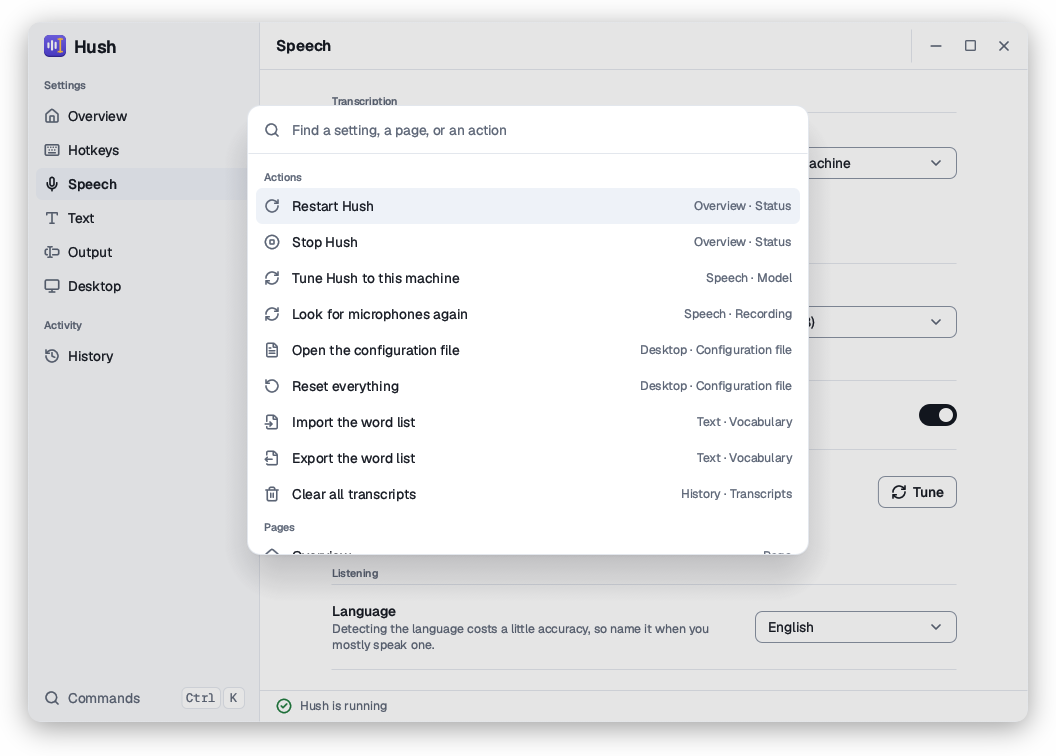 Hush
Speech
Settings
Overview
Hotkeys
Speech
Text
Output
Desktop
Activity
History
Commands
Ctrl K
Transcription
achine
Find a setting, a page, or an action
Actions
Restart Hush Overview · Status
Stop Hush Overview · Status
Tune Hush to this machine Speech · Model
Look for microphones again Speech · Recording
Open the configuration file Desktop · Configuration file
Reset everything Desktop · Configuration file
Import the word list Text · Vocabulary
Export the word list Text · Vocabulary
Clear all transcripts History · Transcripts
Pages
Overview Page
Tune
Listening
Language
Detecting the language costs a little accuracy, so name it when you
mostly speak one.
English
Hush is running